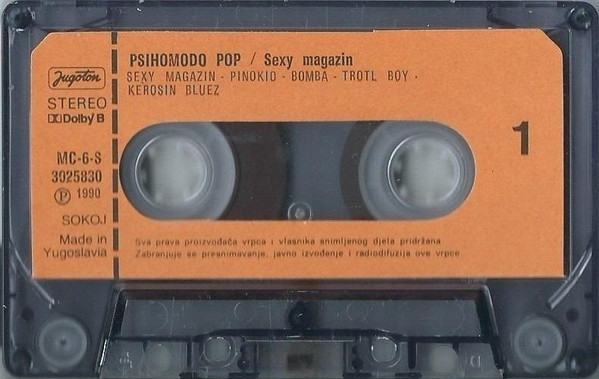 PSIHOMODO POP / Sexy magazin
SEXY MAGAZIN - PINOKIO - BOMBA - TROTL BOY -
KEROSIN BLUEZ
Jugoton
STEREO
Dolby B
MC-6-S
3025830
Ⓟ 1990
SOKOJ
Made in
Yugoslavia
1
Sva prava proizvođača vrpca i vlasnika snimljenog djela pridržana
Zabranjuje se presnimavanje, javno izvođenje i radiodifuzija ove vrpce